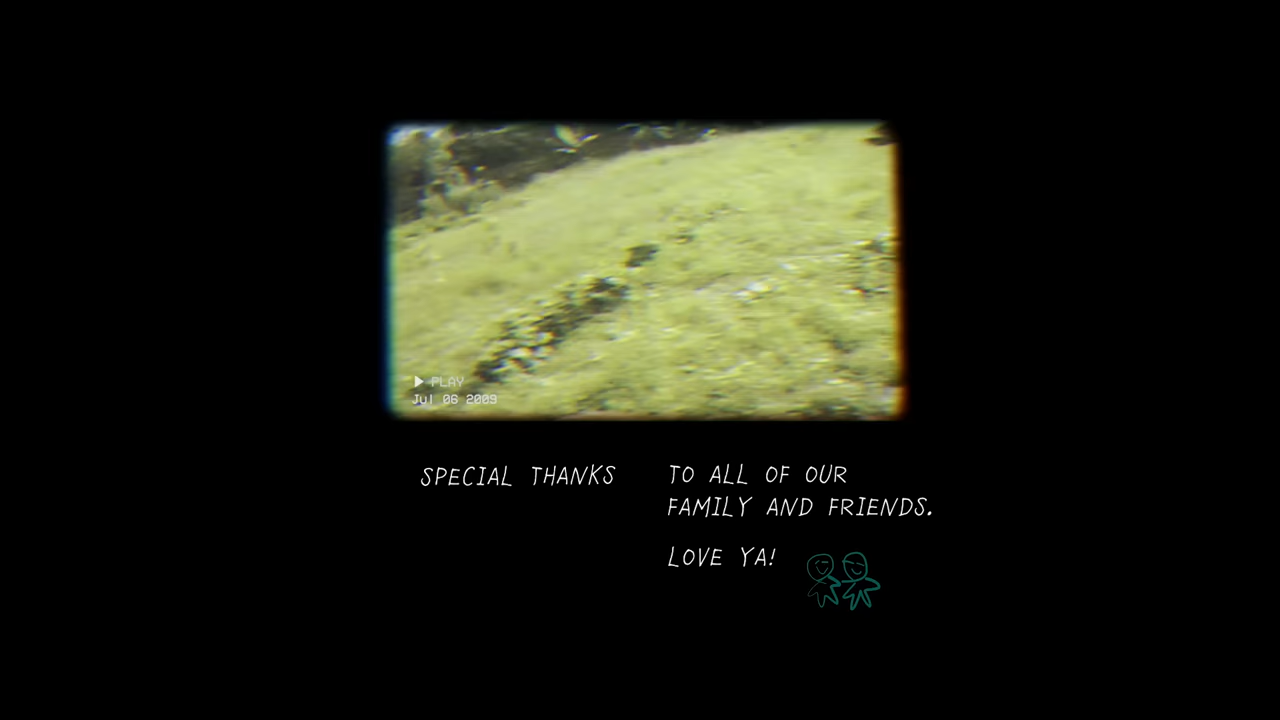 ▶ PLAY
Jul 06 2009
SPECIAL THANKS
TO ALL OF OUR
FAMILY AND FRIENDS.
LOVE YA!